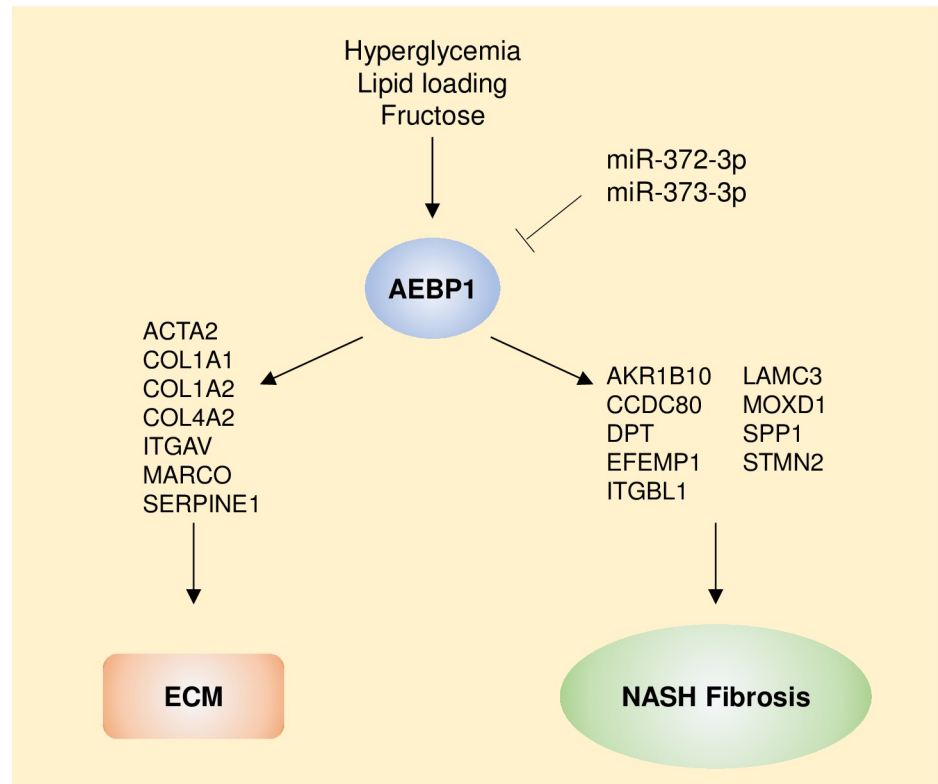 Hyperglycemia
Lipid loading
Fructose
miR-372-3p
miR-373-3p
AEBP1
ACTA2
COL1A1
COL1A2
COL4A2
ITGAV
MARCO
SERPINE1
AKR1B10
CCDC80
DPT
EFEMP1
ITGBL1
LAMC3
MOXD1
SPP1
STMN2
ECM
NASH Fibrosis